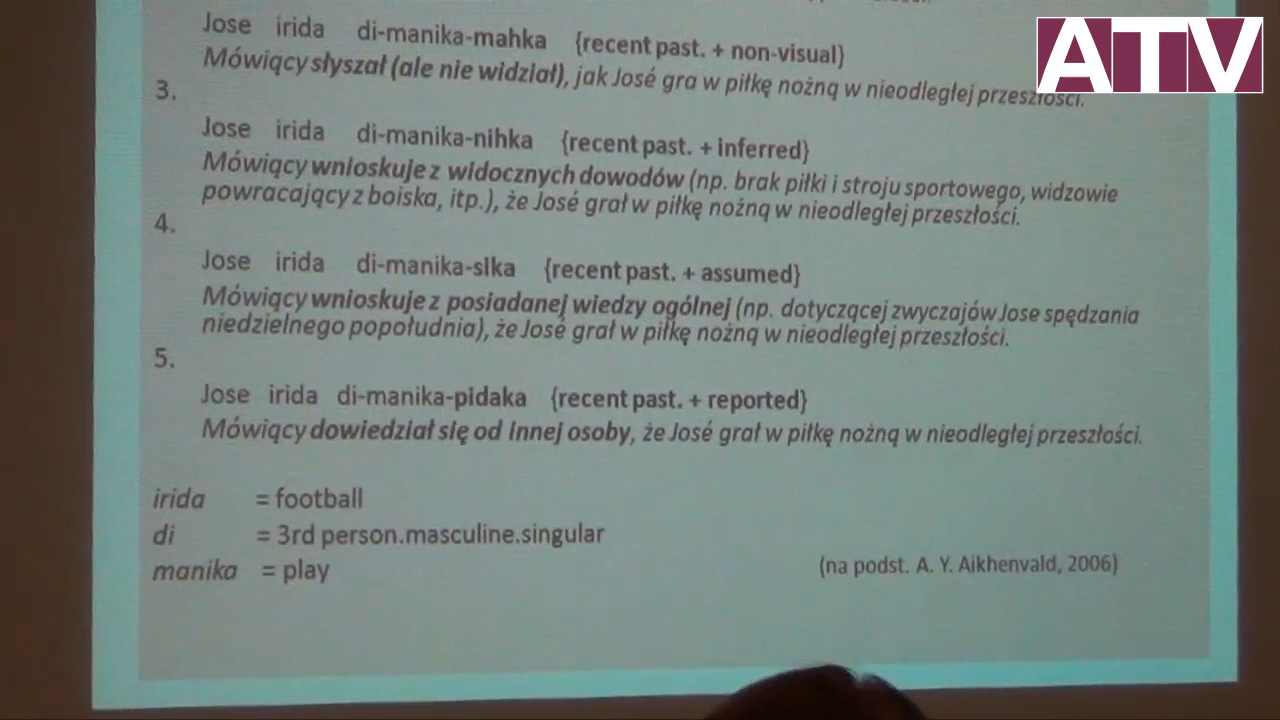 ATV
Jose irida di-manika-mahka {recent past. + non-visual}
Mówiący słyszał (ale nie widział), jak José gra w piłkę nożną w nieodległej przeszłości.
3.
Jose irida di-manika-nihka {recent past. + inferred}
Mówiący wnioskuje z widocznych dowodów (np. brak piłki i stroju sportowego, widzowie
powracający z boiska, itp.), że José grał w piłkę nożną w nieodległej przeszłości.
4.
Jose irida di-manika-sika {recent past. + assumed}
Mówiący wnioskuje z posiadanej wiedzy ogólnej (np. dotyczącej zwyczajów Jose spędzania
niedzielnego popołudnia), że José grał w piłkę nożną w nieodległej przeszłości.
5.
Jose irida di-manika-pidaka {recent past. + reported}
Mówiący dowiedział się od innej osoby, że José grał w piłkę nożną w nieodległej przeszłości.
irida = football
di = 3rd person.masculine.singular
manika = play
(na podst. A. Y. Aikhenvald, 2006)